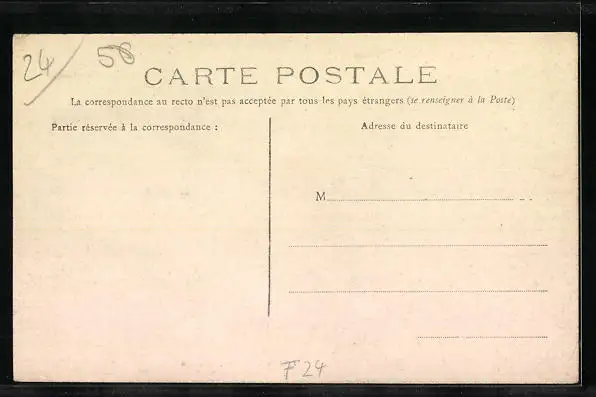 24/ 58
CARTE POSTALE
La correspondance au recto n'est pas acceptée par tous les pays étrangers (se renseigner à la Poste)
Partie réservée à la correspondance :
Adresse du destinataire
M
F 24